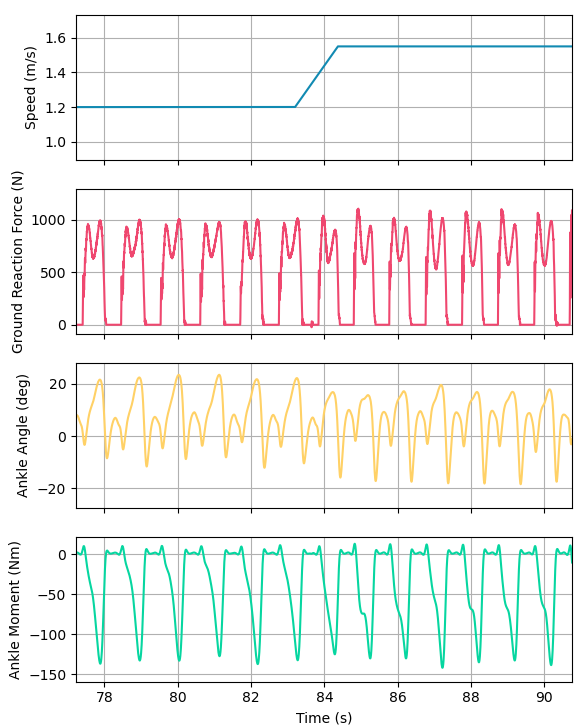 Speed (m/s)
1.6
1.4
1.2
1.0
Ground Reaction Force (N)
1000
500
0
Ankle Angle (deg)
20
0
−20
Ankle Moment (Nm)
0
−50
−100
−150
78 80 82 84 86 88 90
Time (s)